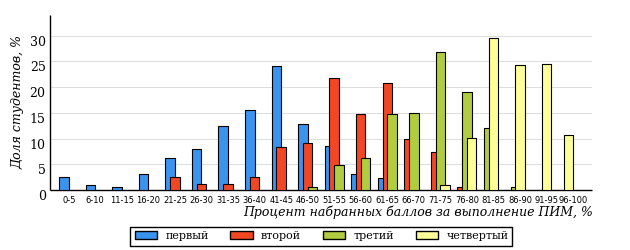 Доля студентов, %
30
25
20
15
10
5
0
0-5 6-10 11-15 16-20 21-25 26-30 31-35 36-40 41-45 46-50 51-55 56-60 61-65 66-70 71-75 76-80 81-85 86-90 91-95 96-100
Процент набранных баллов за выполнение ПИМ, %
первый второй третий четвертый